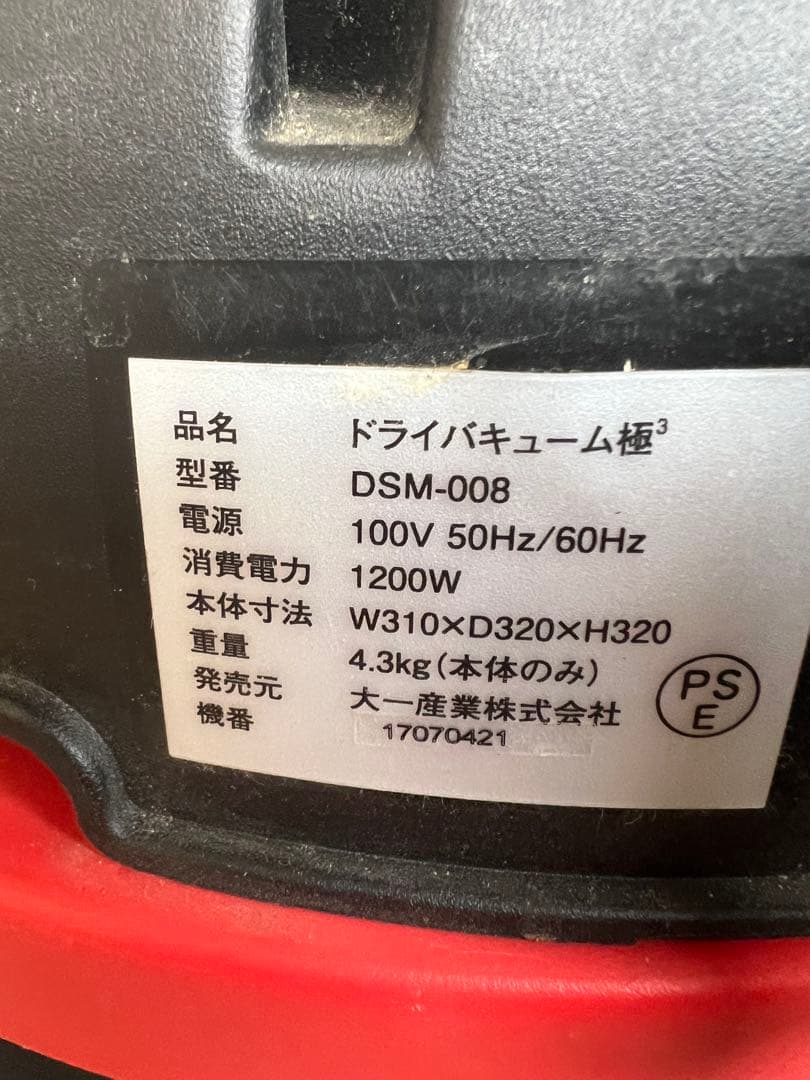 品名 ドライバキューム極³
型番 DSM-008
電源 100V 50Hz/60Hz
消費電力 1200W
本体寸法 W310×D320×H320
重量 4.3kg(本体のみ)
発売元 大一産業株式会社
機番 17070421
PS
E